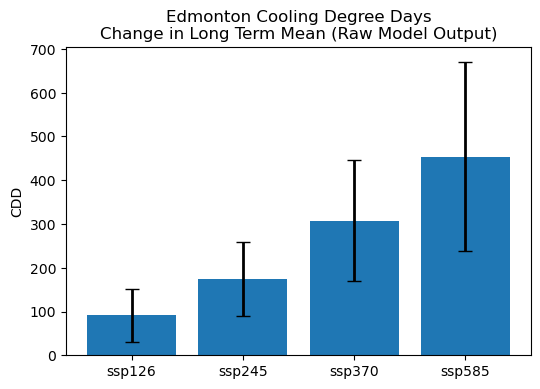 Edmonton Cooling Degree Days
Change in Long Term Mean (Raw Model Output)
700
600
500
400
300
200
100
0
CDD
ssp126 ssp245 ssp370 ssp585